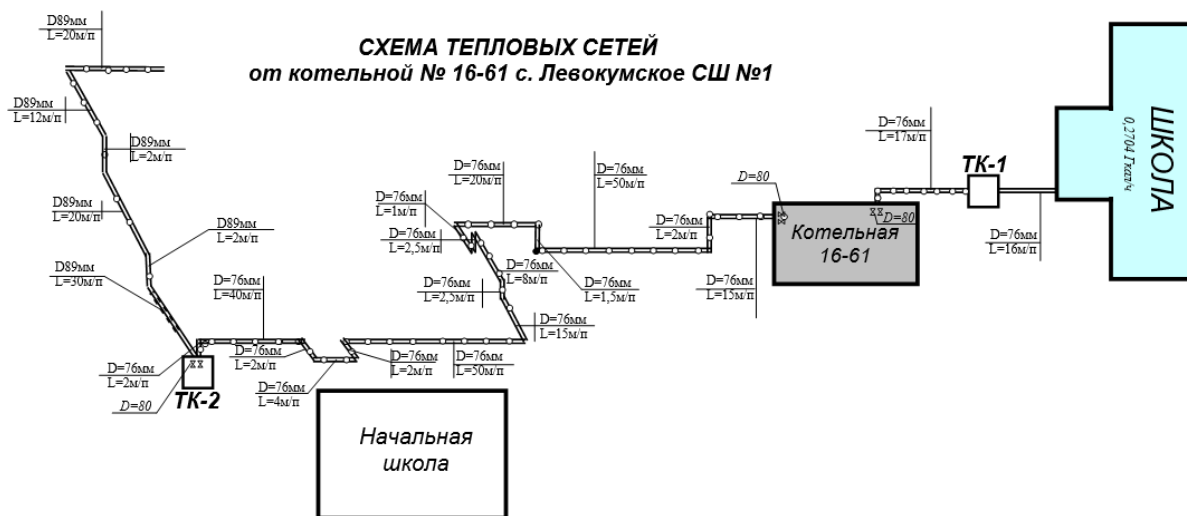 СХЕМА ТЕПЛОВЫХ СЕТЕЙ
от котельной № 16-61 с. Левокумское СШ №1
D89мм
L=20м/п
D89мм
L=12м/п
D89мм
L=2м/п
D89мм
L=20м/п
D89мм
L=2м/п
D89мм
L=30м/п
D=76мм
L=40м/п
D=76мм
L=2м/п
D=80
ТК-2
D=76мм
L=2м/п
D=76мм
L=4м/п
D=76мм
L=2м/п
D=76мм
L=50м/п
D=76мм
L=15м/п
D=76мм
L=2,5м/п
D=76мм
L=8м/п
D=76мм
L=2,5м/п
D=76мм
L=1м/п
D=76мм
L=20м/п
D=76мм
L=1,5м/п
D=76мм
L=50м/п
D=76мм
L=2м/п
D=76мм
L=15м/п
D=80
D=80
Котельная
16-61
D=76мм
L=17м/п
ТК-1
D=76мм
L=16м/п
ШКОЛА
0,2704 Гкал/ч
Начальная
школа